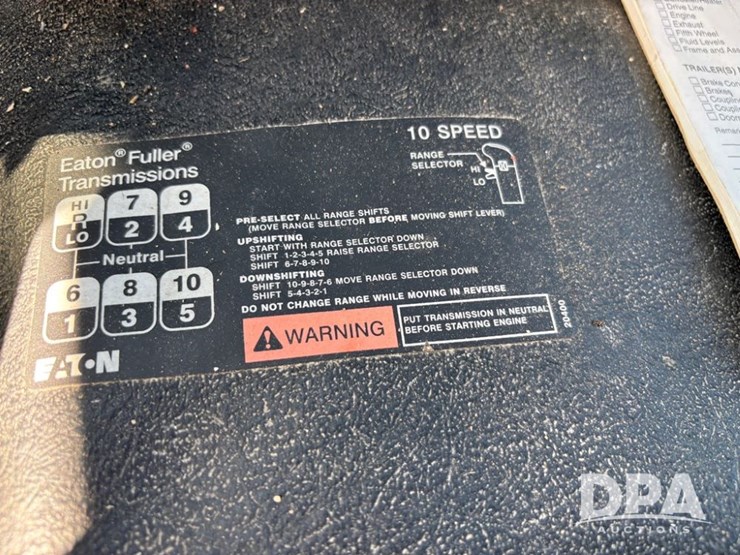 Eaton® Fuller®
Transmissions
HI
R
LO
7
2
9
4
Neutral
6
1
8
3
10
5
EATON
10 SPEED
RANGE
SELECTOR
HI
LO
PRE-SELECT ALL RANGE SHIFTS
(MOVE RANGE SELECTOR BEFORE MOVING SHIFT LEVER)
UPSHIFTING
START WITH RANGE SELECTOR DOWN
SHIFT 1-2-3-4-5 RAISE RANGE SELECTOR
SHIFT 6-7-8-9-10
DOWNSHIFTING
SHIFT 10-9-8-7-6 MOVE RANGE SELECTOR DOWN
SHIFT 5-4-3-2-1
DO NOT CHANGE RANGE WHILE MOVING IN REVERSE
WARNING
PUT TRANSMISSION IN NEUTRAL
BEFORE STARTING ENGINE
20400
Drive Line
Engine
Exhaust
Fifth Wheel
Fluid Levels
Frame and
TRAILER(S)
Brake
Brakes
DPA
AUCTIONS